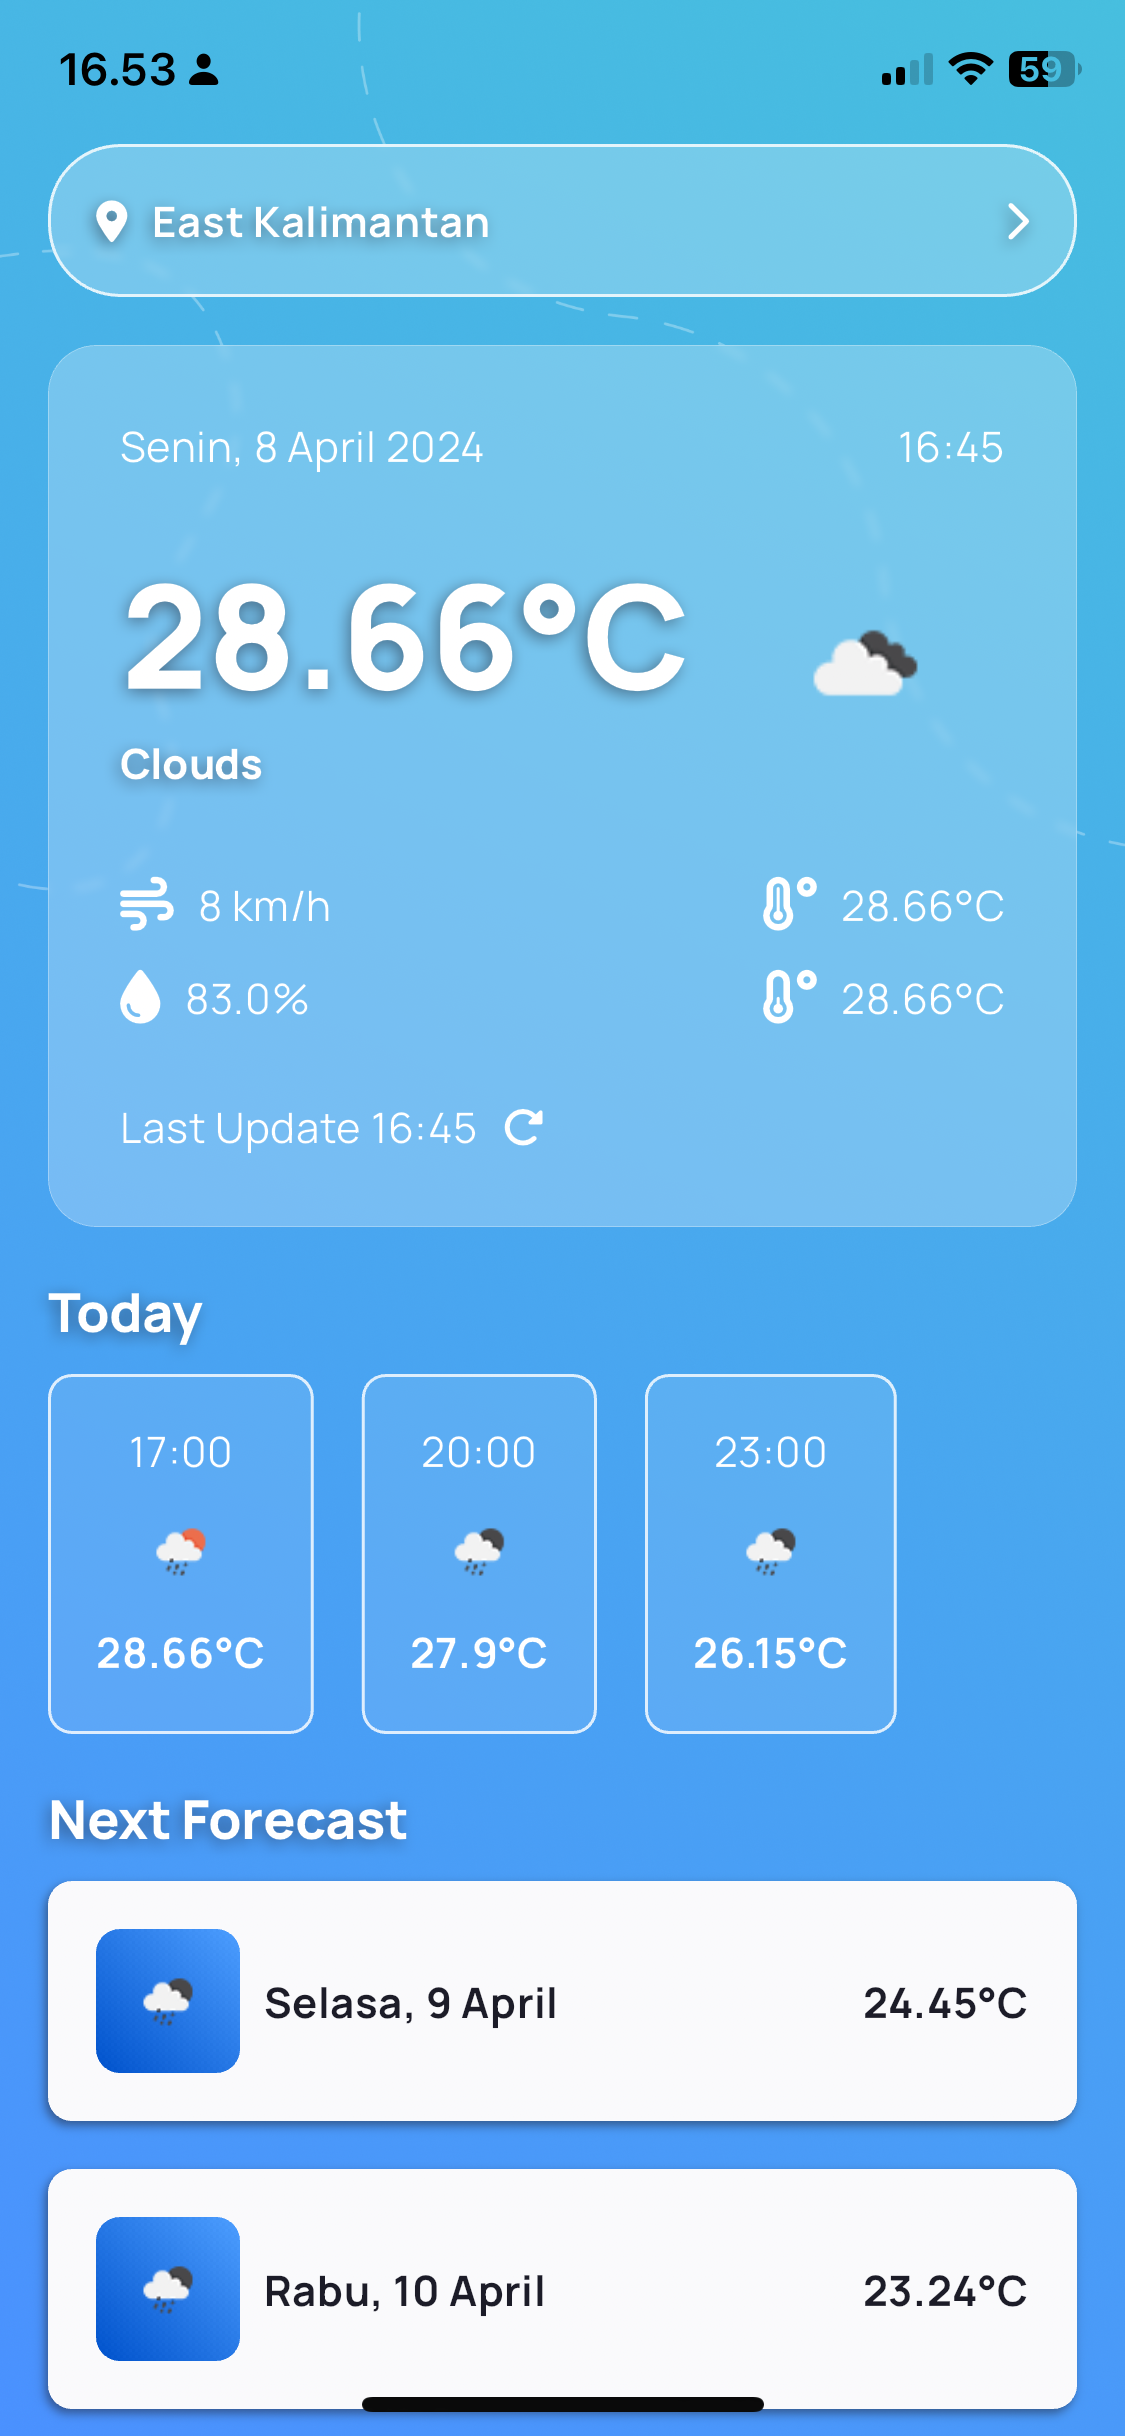 16.53
59
East Kalimantan
Senin, 8 April 2024 16:45
28.66°C
Clouds
8 km/h 28.66°C
83.0% 28.66°C
Last Update 16:45
Today
17:00 20:00 23:00
28.66°C 27.9°C 26.15°C
Next Forecast
Selasa, 9 April 24.45°C
Rabu, 10 April 23.24°C